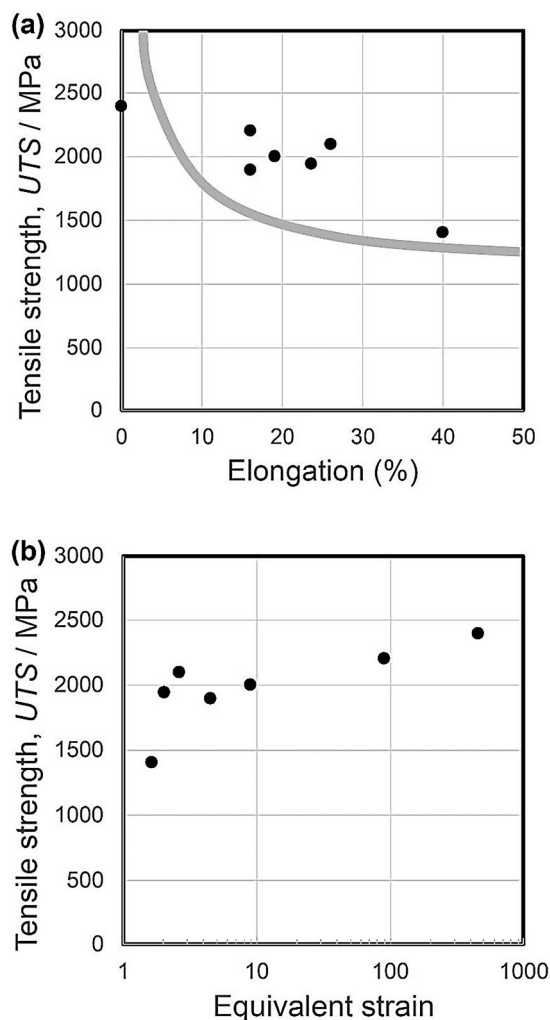 (a)
3000
2500
2000
1500
1000
500
0
Tensile strength, UTS / MPa
0 10 20 30 40 50
Elongation (%)
(b)
3000
2500
2000
1500
1000
500
0
Tensile strength, UTS / MPa
1 10 100 1000
Equivalent strain